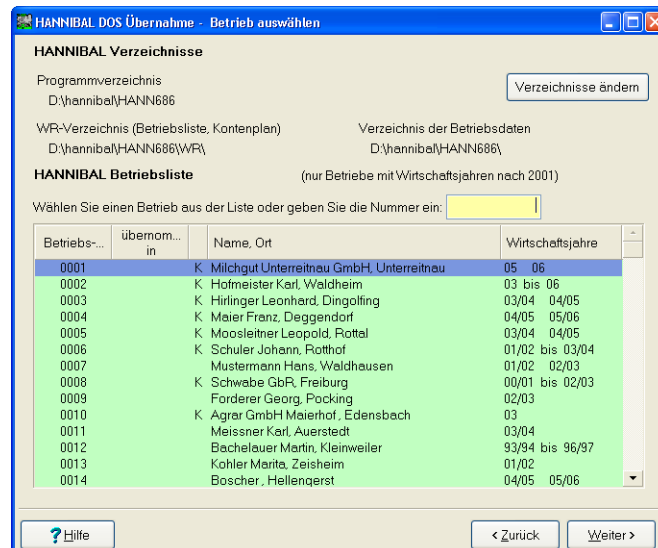 HANNIBAL DOS Übernahme - Betrieb auswählen
HANNIBAL Verzeichnisse
Programmverzeichnis
D:\hannibal\HANN686
Verzeichnisse ändern
WR-Verzeichnis (Betriebsliste, Kontenplan) Verzeichnis der Betriebsdaten
D:\hannibal\HANN686\WR\ D:\hannibal\HANN686\
HANNIBAL Betriebsliste (nur Betriebe mit Wirtschaftsjahren nach 2001)
Wählen Sie einen Betrieb aus der Liste oder geben Sie die Nummer ein:
Betriebs-... übernom... in Name, Ort Wirtschaftsjahre
0001 K Milchgut Unterreitnau GmbH, Unterreitnau 05 06
0002 K Hofmeister Karl, Waldheim 03 bis 06
0003 K Hirlinger Leonhard, Dingolfing 03/04 04/05
0004 K Maier Franz, Deggendorf 04/05 05/06
0005 K Moosleitner Leopold, Rottal 03/04 04/05
0006 K Schuler Johann, Rotthof 01/02 bis 03/04
0007 Mustermann Hans, Waldhausen 01/02 02/03
0008 K Schwabe GbR, Freiburg 00/01 bis 02/03
0009 Forderer Georg, Pocking 02/03
0010 K Agrar GmbH Maierhof, Edensbach 03
0011 Meissner Karl, Auerstedt 03/04
0012 Bachelauer Martin, Kleinweiler 93/94 bis 96/97
0013 Kohler Marita, Zeisheim 01/02
0014 Boscher , Hellengerst 04/05 05/06
? Hilfe < Zurück Weiter >